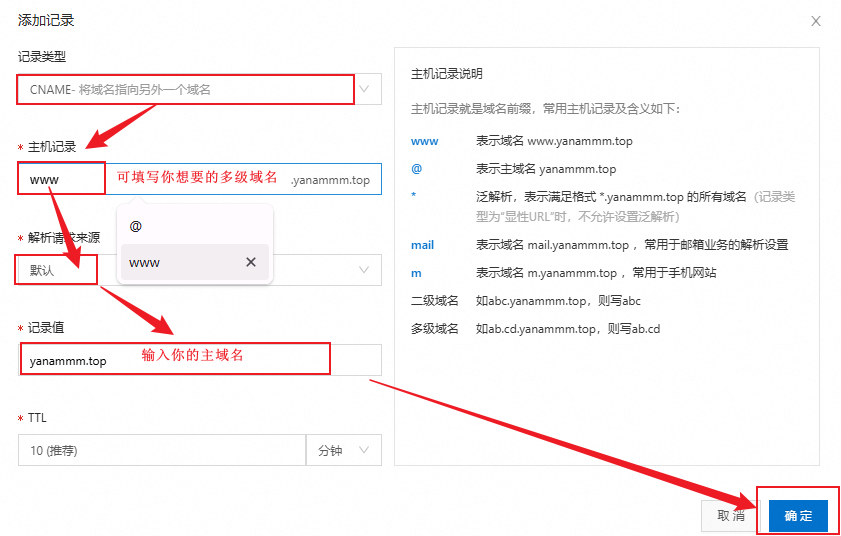 添加记录
记录类型
CNAME- 将域名指向另外一个域名
* 主机记录
www
可填写你想要的多级域名
.yanammm.top
@
www
* 解析请求来源
默认
* 记录值
yanammm.top
输入你的主域名
* TTL
10 (推荐)
分钟
主机记录说明
主机记录就是域名前缀，常用主机记录及含义如下：
www 表示域名 www.yanammm.top
@ 表示主域名 yanammm.top
* 泛解析，表示满足格式 *.yanammm.top 的所有域名（记录类
型为"显性URL"时，不允许设置泛解析）
mail 表示域名 mail.yanammm.top ，常用于邮箱业务的解析设置
m 表示域名 m.yanammm.top ，常用于手机网站
二级域名 如abc.yanammm.top，则写abc
多级域名 如ab.cd.yanammm.top，则写ab.cd
取 消
确 定